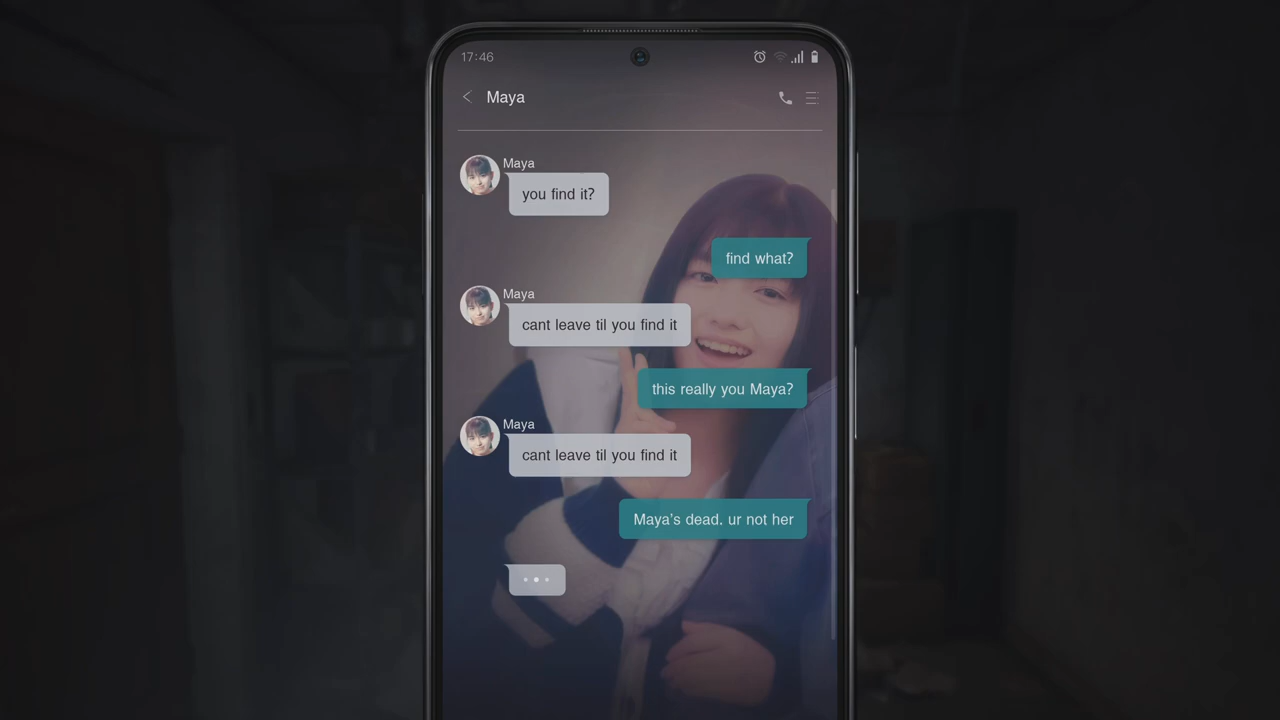 17:46
Maya
Maya
you find it?
find what?
Maya
cant leave til you find it
this really you Maya?
Maya
cant leave til you find it
Maya's dead. ur not her